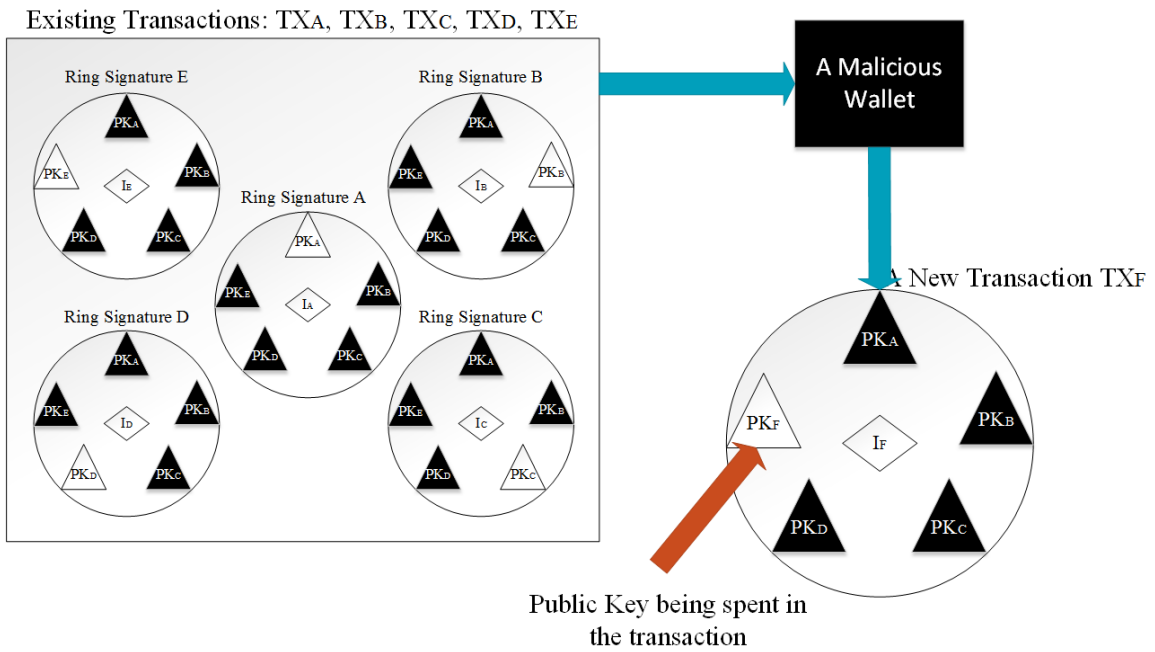 Existing Transactions: TXA, TXB, TXC, TXD, TXE
Ring Signature E
PKA
PKE
PKB
IE
PKD
PKC
Ring Signature B
PKA
PKE
PKB
IB
PKD
PKC
Ring Signature A
PKA
PKE
PKB
IA
PKD
PKC
Ring Signature D
PKA
PKE
PKB
ID
PKD
PKC
Ring Signature C
PKA
PKE
PKB
IC
PKD
PKC
A Malicious
Wallet
A New Transaction TXF
PKA
PKF
PKB
IF
PKD
PKC
Public Key being spent in
the transaction